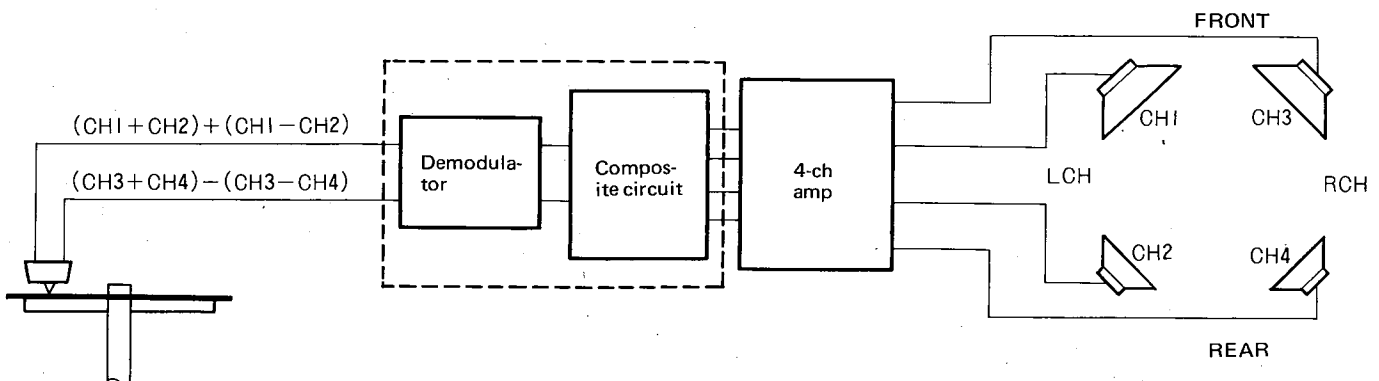 FRONT
(CH1+CH2)+(CH1−CH2)
(CH3+CH4)−(CH3−CH4)
Demodula-
tor
Compos-
ite circuit
4-ch
amp
CH1
CH3
LCH
RCH
CH2
CH4
REAR